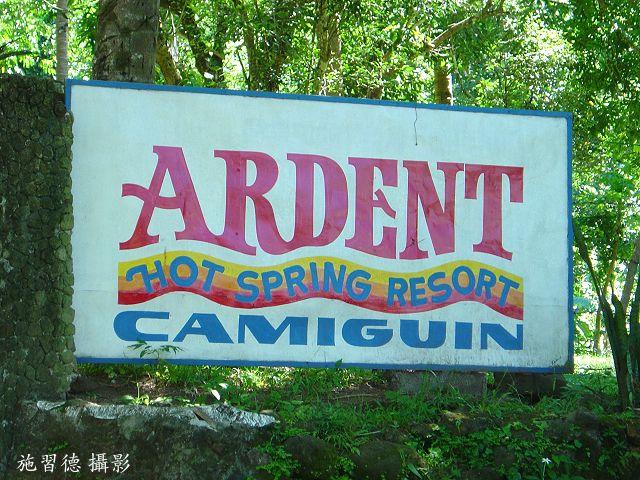 ARDENT
HOT SPRING RESORT
CAMIGUIN
施習德 攝影